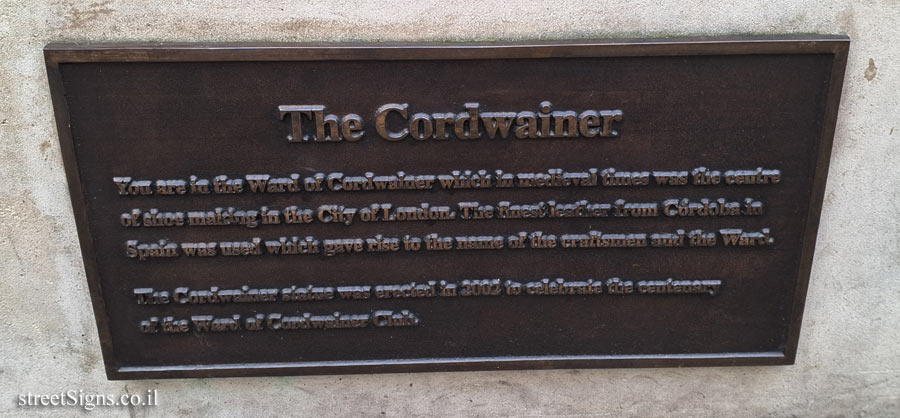 The Cordwainer
You are in the Ward of Cordwainer which in medieval times was the centre
of shoe making in the City of London. The finest leather from Cordoba in
Spain was used which gave rise to the name of the craftsmen and the Ward.
The Cordwainer statue was erected in 2002 to celebrate the centenary
of the Ward of Cordwainer Club.
streetSigns.co.il